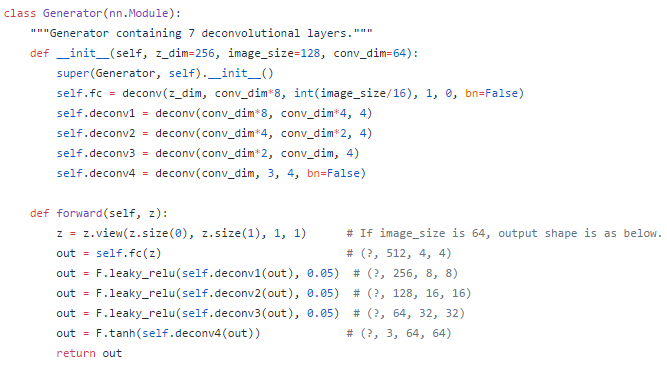 class Generator(nn.Module):
    """Generator containing 7 deconvolutional layers."""
    def __init__(self, z_dim=256, image_size=128, conv_dim=64):
        super(Generator, self).__init__()
        self.fc = deconv(z_dim, conv_dim*8, int(image_size/16), 1, 0, bn=False)
        self.deconv1 = deconv(conv_dim*8, conv_dim*4, 4)
        self.deconv2 = deconv(conv_dim*4, conv_dim*2, 4)
        self.deconv3 = deconv(conv_dim*2, conv_dim, 4)
        self.deconv4 = deconv(conv_dim, 3, 4, bn=False)

    def forward(self, z):
        z = z.view(z.size(0), z.size(1), 1, 1)      # If image_size is 64, output shape is as below.
        out = self.fc(z)                            # (?, 512, 4, 4)
        out = F.leaky_relu(self.deconv1(out), 0.05)  # (?, 256, 8, 8)
        out = F.leaky_relu(self.deconv2(out), 0.05)  # (?, 128, 16, 16)
        out = F.leaky_relu(self.deconv3(out), 0.05)  # (?, 64, 32, 32)
        out = F.tanh(self.deconv4(out))             # (?, 3, 64, 64)
        return out